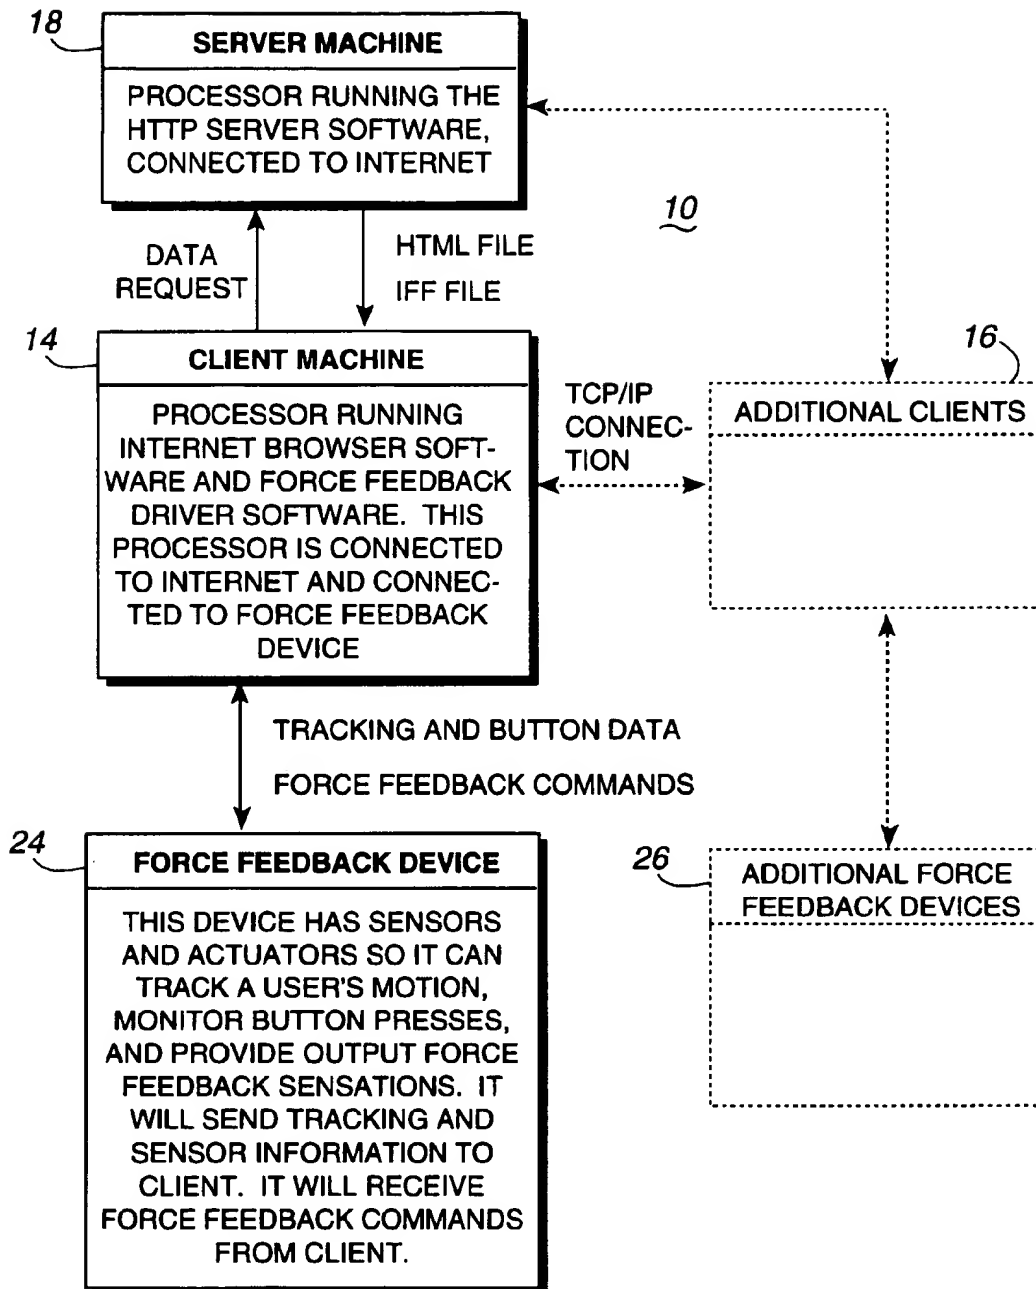 18
SERVER MACHINE
PROCESSOR RUNNING THE
HTTP SERVER SOFTWARE,
CONNECTED TO INTERNET
10
DATA
REQUEST
HTML FILE
IFF FILE
14
CLIENT MACHINE
PROCESSOR RUNNING
INTERNET BROWSER SOFT-
WARE AND FORCE FEEDBACK
DRIVER SOFTWARE. THIS
PROCESSOR IS CONNECTED
TO INTERNET AND CONNEC-
TED TO FORCE FEEDBACK
DEVICE
TCP/IP
CONNEC-
TION
16
ADDITIONAL CLIENTS
TRACKING AND BUTTON DATA
FORCE FEEDBACK COMMANDS
24
FORCE FEEDBACK DEVICE
THIS DEVICE HAS SENSORS
AND ACTUATORS SO IT CAN
TRACK A USER'S MOTION,
MONITOR BUTTON PRESSES,
AND PROVIDE OUTPUT FORCE
FEEDBACK SENSATIONS. IT
WILL SEND TRACKING AND
SENSOR INFORMATION TO
CLIENT. IT WILL RECEIVE
FORCE FEEDBACK COMMANDS
FROM CLIENT.
26
ADDITIONAL FORCE
FEEDBACK DEVICES